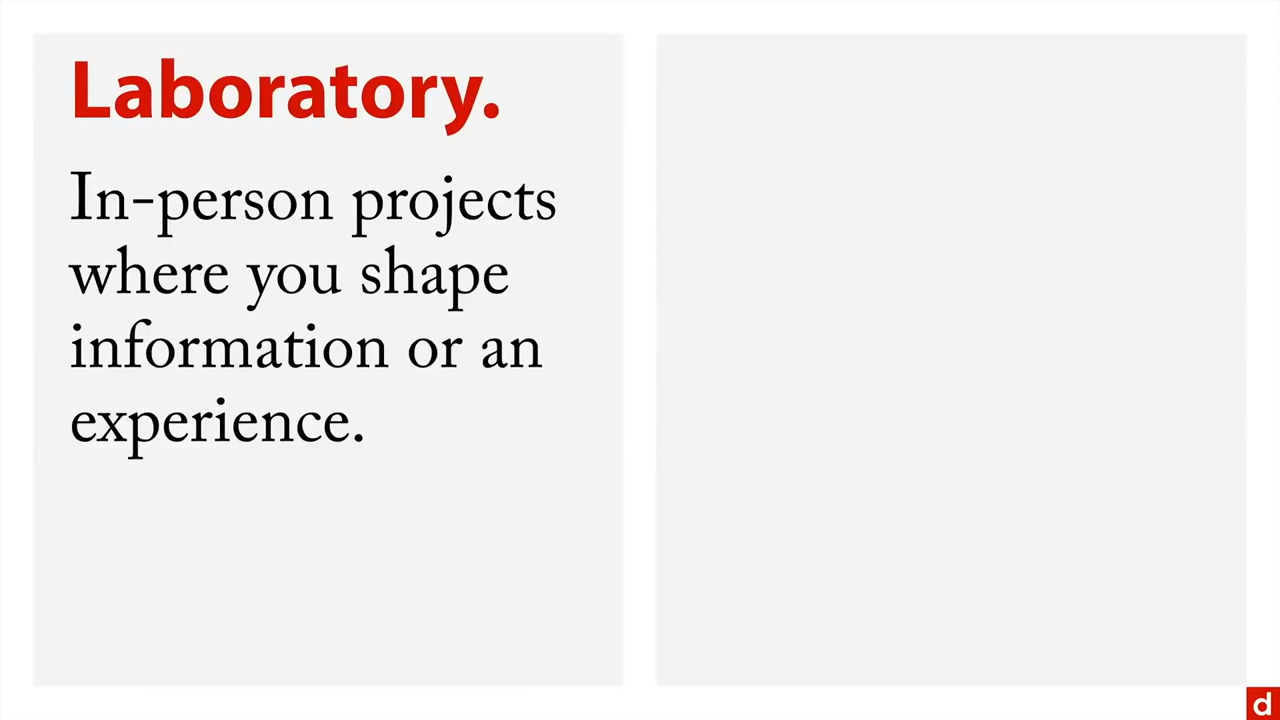 Laboratory.
In-person projects
where you shape
information or an
experience.
d